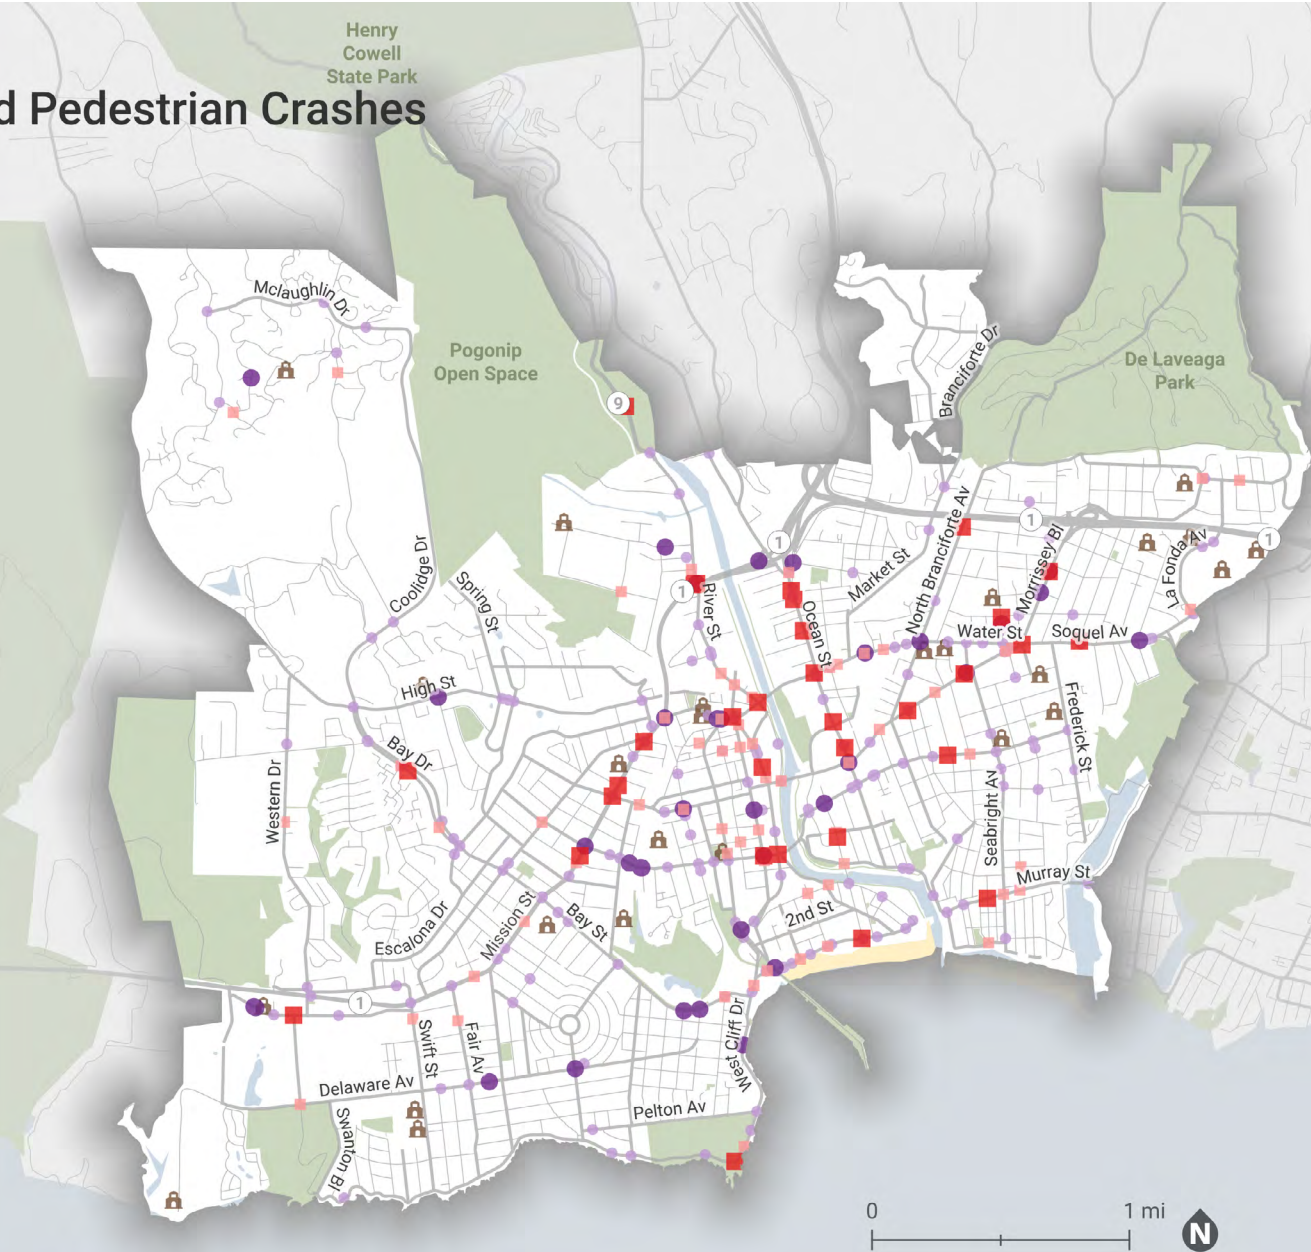 Henry
Cowell
State Park
d Pedestrian Crashes
Mclaughlin Dr
Pogonip
Open Space
De Laveaga
Park
Branciforte Dr
9
1
1
1
1
Coolidge Dr
Spring St
River St
Ocean St
Market St
North Branciforte Av
Morrissey Bl
La Fonda Av
Water St
Soquel Av
High St
Bay Dr
Western Dr
Frederick St
Seabright Av
Murray St
Escalona Dr
Mission St
Bay St
2nd St
1
Swift St
Fair Av
West Cliff Dr
Delaware Av
Swanton Bl
Pelton Av
0
1 mi
N